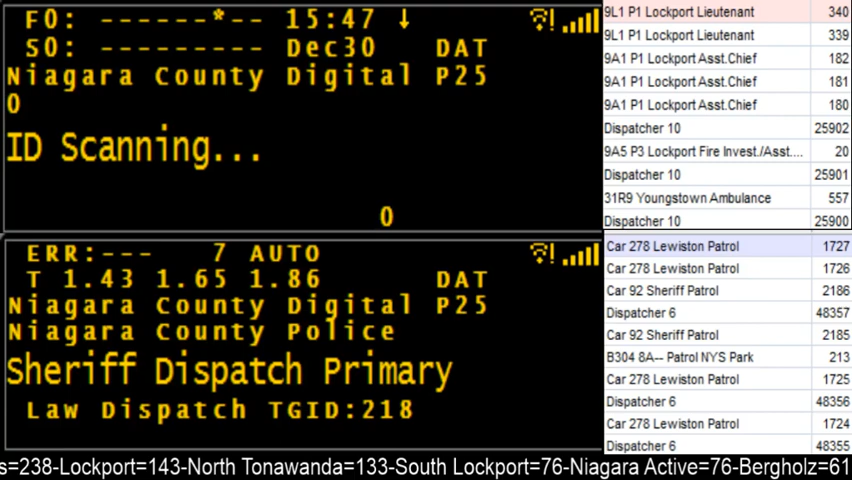 F0: ------*-- 15:47 ↓
S0: --------- Dec30 DAT
Niagara County Digital P25
0
ID Scanning...
0
9L1 P1 Lockport Lieutenant 340
9L1 P1 Lockport Lieutenant 339
9A1 P1 Lockport Asst.Chief 182
9A1 P1 Lockport Asst.Chief 181
9A1 P1 Lockport Asst.Chief 180
Dispatcher 10 25902
9A5 P3 Lockport Fire Invest./Asst.... 20
Dispatcher 10 25901
31R9 Youngstown Ambulance 557
Dispatcher 10 25900
ERR:--- 7 AUTO
T 1.43 1.65 1.86 DAT
Niagara County Digital P25
Niagara County Police
Sheriff Dispatch Primary
Law Dispatch TGID:218
Car 278 Lewiston Patrol 1727
Car 278 Lewiston Patrol 1726
Car 92 Sheriff Patrol 2186
Dispatcher 6 48357
Car 92 Sheriff Patrol 2185
B304 8A-- Patrol NYS Park 213
Car 278 Lewiston Patrol 1725
Dispatcher 6 48356
Car 278 Lewiston Patrol 1724
Dispatcher 6 48355
s=238-Lockport=143-North Tonawanda=133-South Lockport=76-Niagara Active=76-Bergholz=61